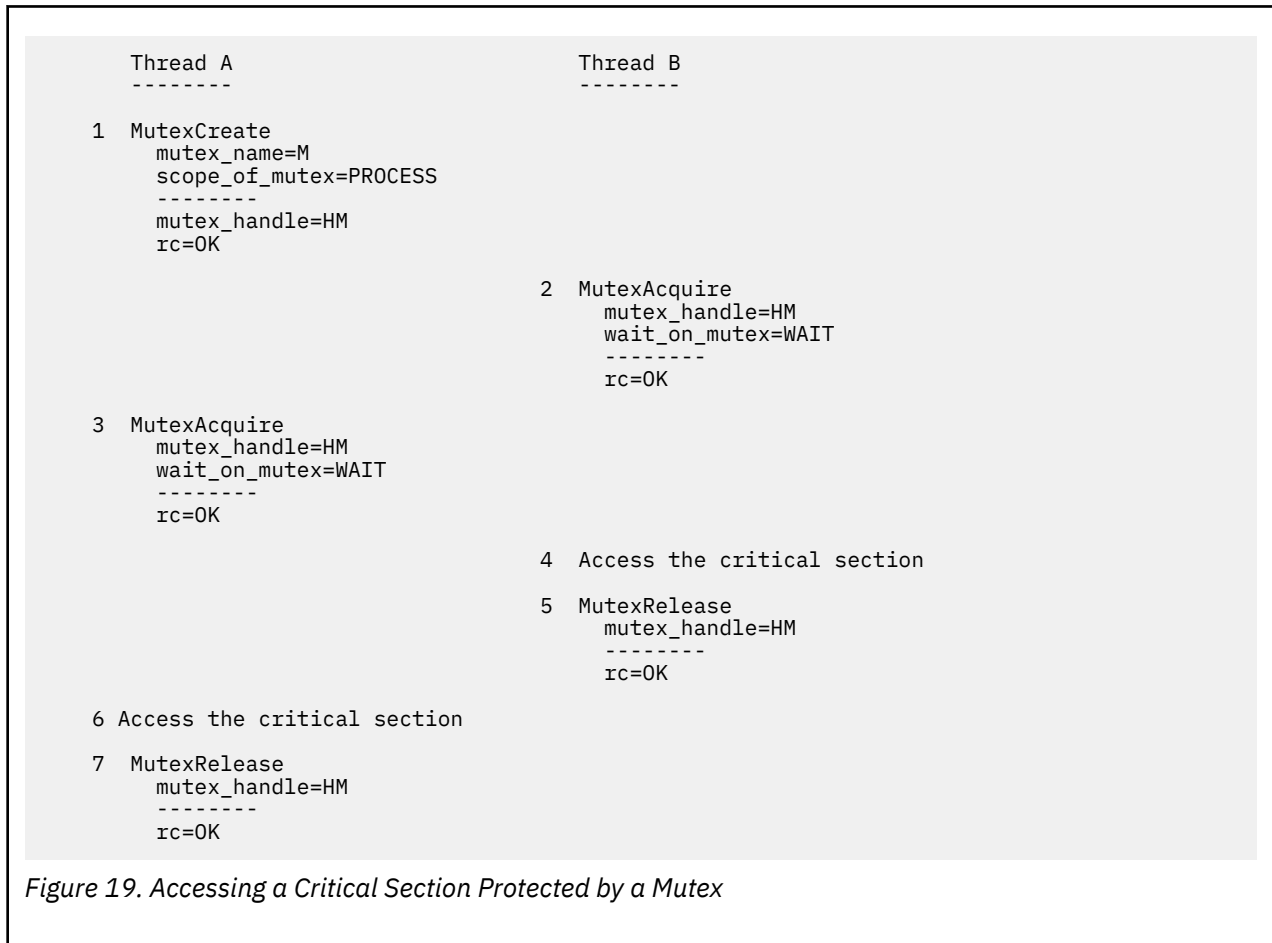 Thread A                           Thread B
--------                           --------
1  MutexCreate
mutex_name=M
scope_of_mutex=PROCESS
--------
mutex_handle=HM
rc=OK
2  MutexAcquire
mutex_handle=HM
wait_on_mutex=WAIT
--------
rc=OK
3  MutexAcquire
mutex_handle=HM
wait_on_mutex=WAIT
--------
rc=OK
4  Access the critical section
5  MutexRelease
mutex_handle=HM
--------
rc=OK
6 Access the critical section
7  MutexRelease
mutex_handle=HM
--------
rc=OK
Figure 19. Accessing a Critical Section Protected by a Mutex